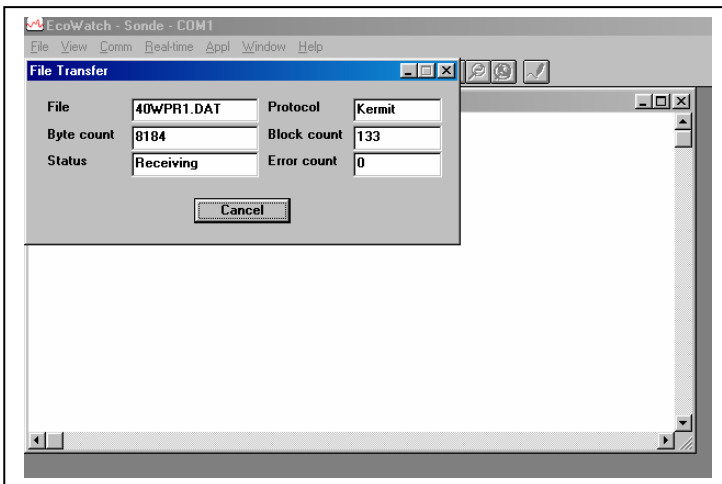 EcoWatch - Sonde - COM1
File View Comm Real-time Appl Window Help
File Transfer
File 40WPR1.DAT Protocol Kermit
Byte count 8184 Block count 133
Status Receiving Error count 0
Cancel